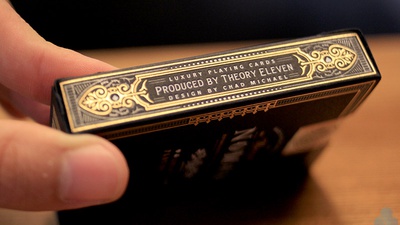 LUXURY PLAYING CARDS
PRODUCED BY THEORY ELEVEN
DESIGN BY CHAD MICHAEL